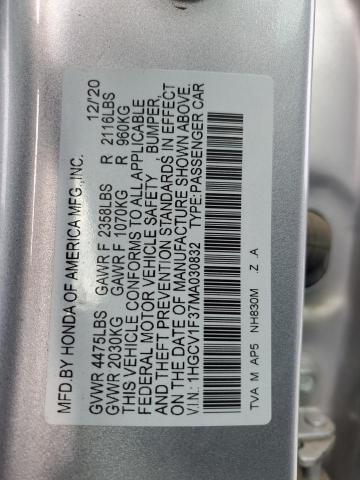 MFD.BY HONDA OF AMERICA MFG.,INC. 12/'20
GVWR 4475LBS GAWR F 2358LBS R 2116LBS
GVWR 2030KG GAWR F 1070KG R 960KG
THIS VEHICLE CONFORMS TO ALL APPLICABLE
FEDERAL MOTOR VEHICLE SAFETY , BUMPER,
& THEFT PREVENTION STANDARDS IN EFFECT
ON THE DATE OF MANUFACTURE SHOWN ABOVE.
V.I.N.: 1HGCV1F37MA030832 TYPE:PASSENGER CAR
TVA M AP5 NH830M .Z .A